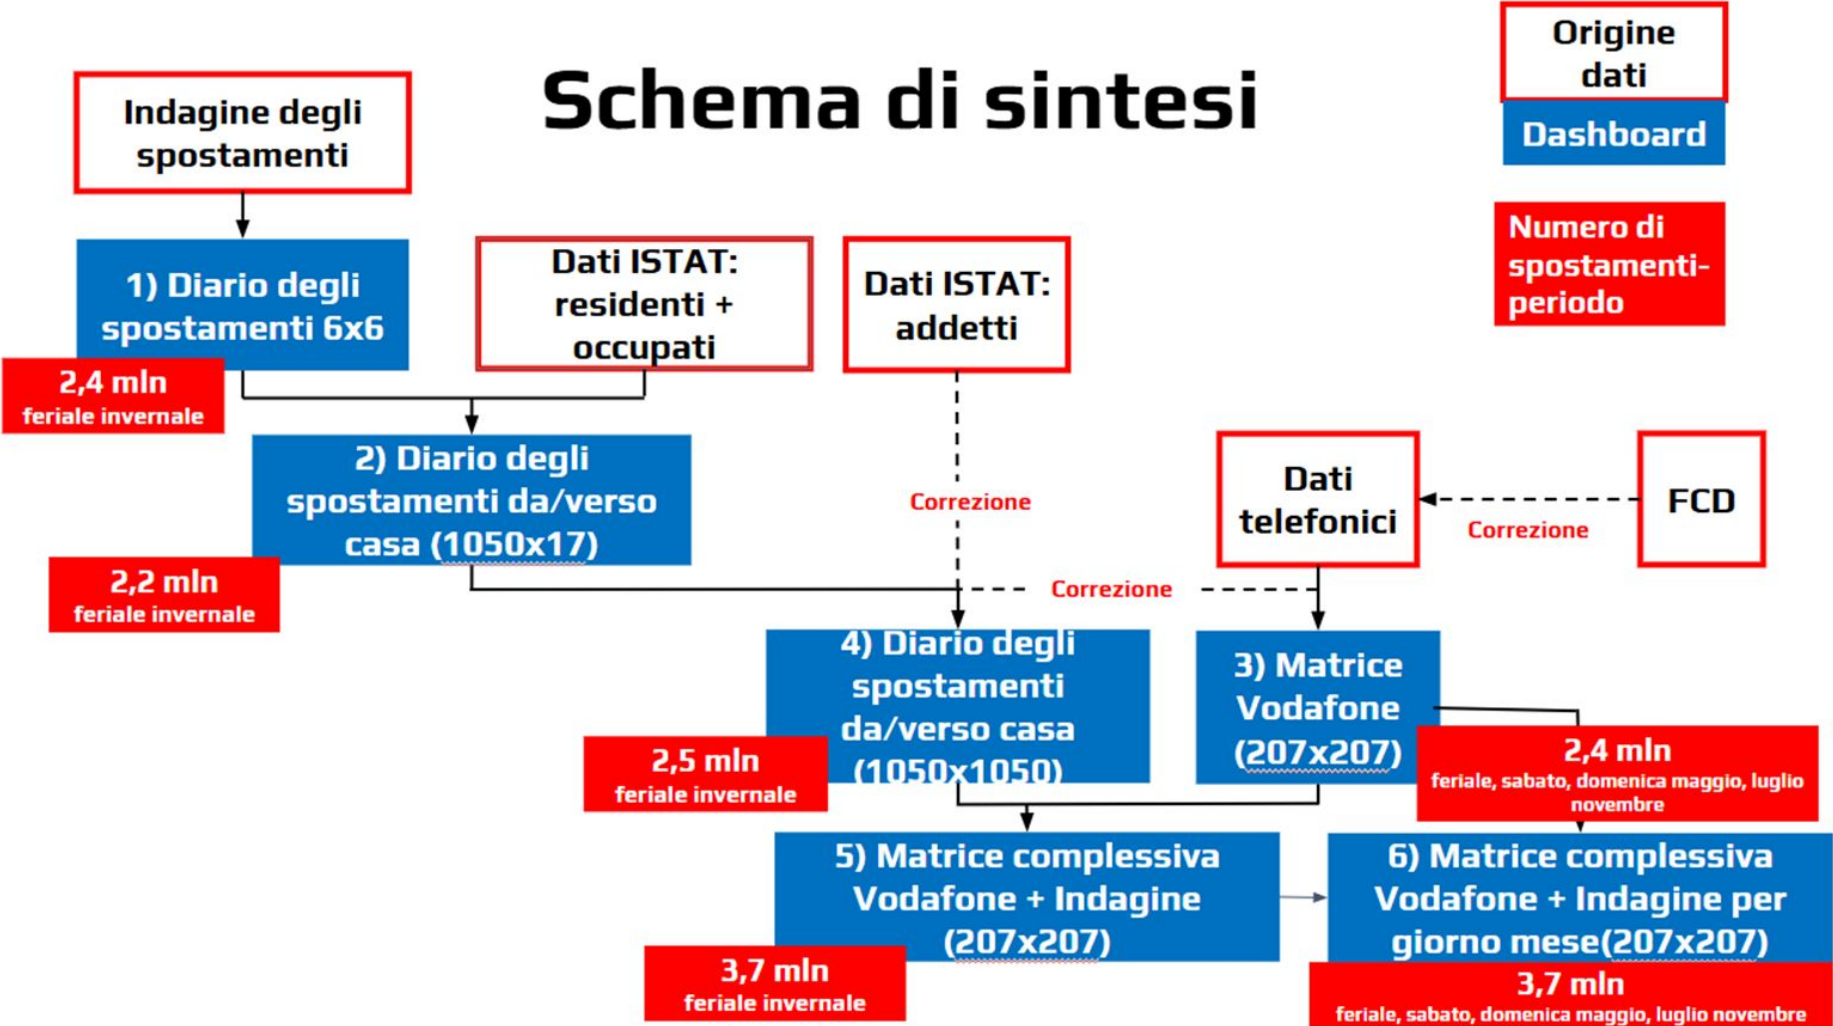 Schema di sintesi
Origine
dati
Dashboard
Numero di
spostamenti-
periodo
Indagine degli
spostamenti
1) Diario degli
spostamenti 6x6
2,4 mln
feriale invernale
Dati ISTAT:
residenti +
occupati
Dati ISTAT:
addetti
2) Diario degli
spostamenti da/verso
casa (1050x17)
2,2 mln
feriale invernale
Correzione
Dati
telefonici
Correzione
FCD
Correzione
4) Diario degli
spostamenti
da/verso casa
(1050x1050)
2,5 mln
feriale invernale
3) Matrice
Vodafone
(207x207)
2,4 mln
feriale, sabato, domenica maggio, luglio
novembre
5) Matrice complessiva
Vodafone + Indagine
(207x207)
3,7 mln
feriale invernale
6) Matrice complessiva
Vodafone + Indagine per
giorno mese(207x207)
3,7 mln
feriale, sabato, domenica maggio, luglio novembre